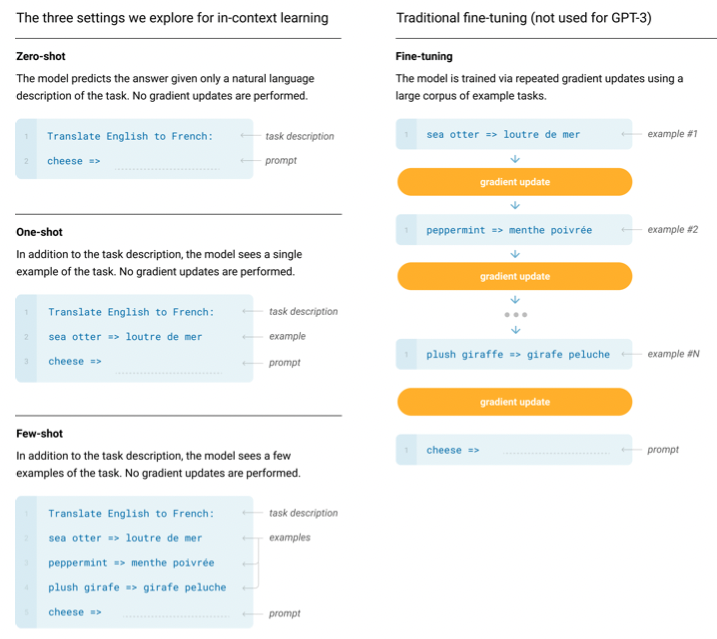 The three settings we explore for in-context learning
Zero-shot
The model predicts the answer given only a natural language
description of the task. No gradient updates are performed.
1 Translate English to French: task description
2 cheese => prompt
One-shot
In addition to the task description, the model sees a single
example of the task. No gradient updates are performed.
1 Translate English to French: task description
2 sea otter => loutre de mer example
3 cheese => prompt
Few-shot
In addition to the task description, the model sees a few
examples of the task. No gradient updates are performed.
1 Translate English to French: task description
2 sea otter => loutre de mer examples
3 peppermint => menthe poivrée
4 plush girafe => girafe peluche
5 cheese => prompt
Traditional fine-tuning (not used for GPT-3)
Fine-tuning
The model is trained via repeated gradient updates using a
large corpus of example tasks.
1 sea otter => loutre de mer example #1
gradient update
1 peppermint => menthe poivrée example #2
gradient update
1 plush giraffe => girafe peluche example #N
gradient update
1 cheese => prompt